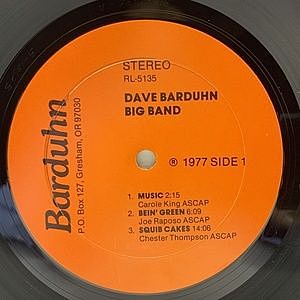 STEREO
RL-5135
DAVE BARDUHN
BIG BAND
Barduhn
P. O. Box 127, Gresham, OR 97030
℗ 1977 SIDE 1
1. MUSIC 2:15
Carole King ASCAP
2. BEIN' GREEN 6:09
Joe Raposo ASCAP
3. SQUIB CAKES 14:06
Chester Thompson ASCAP